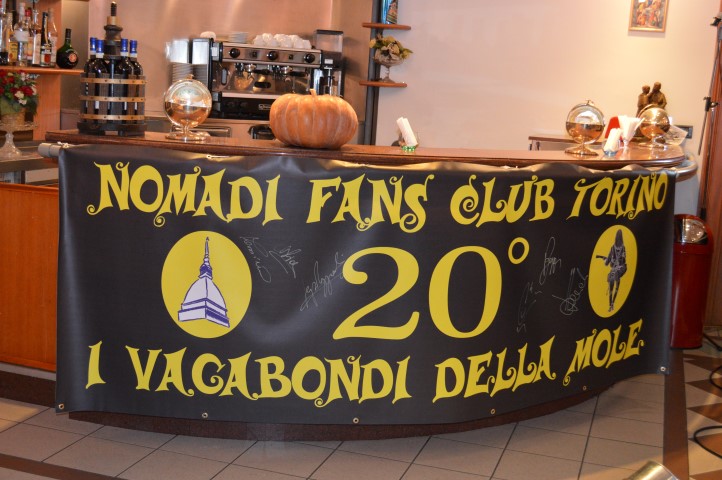 NOMADI FANS CLUB TORINO
20°
I VAGABONDI DELLA MOLE